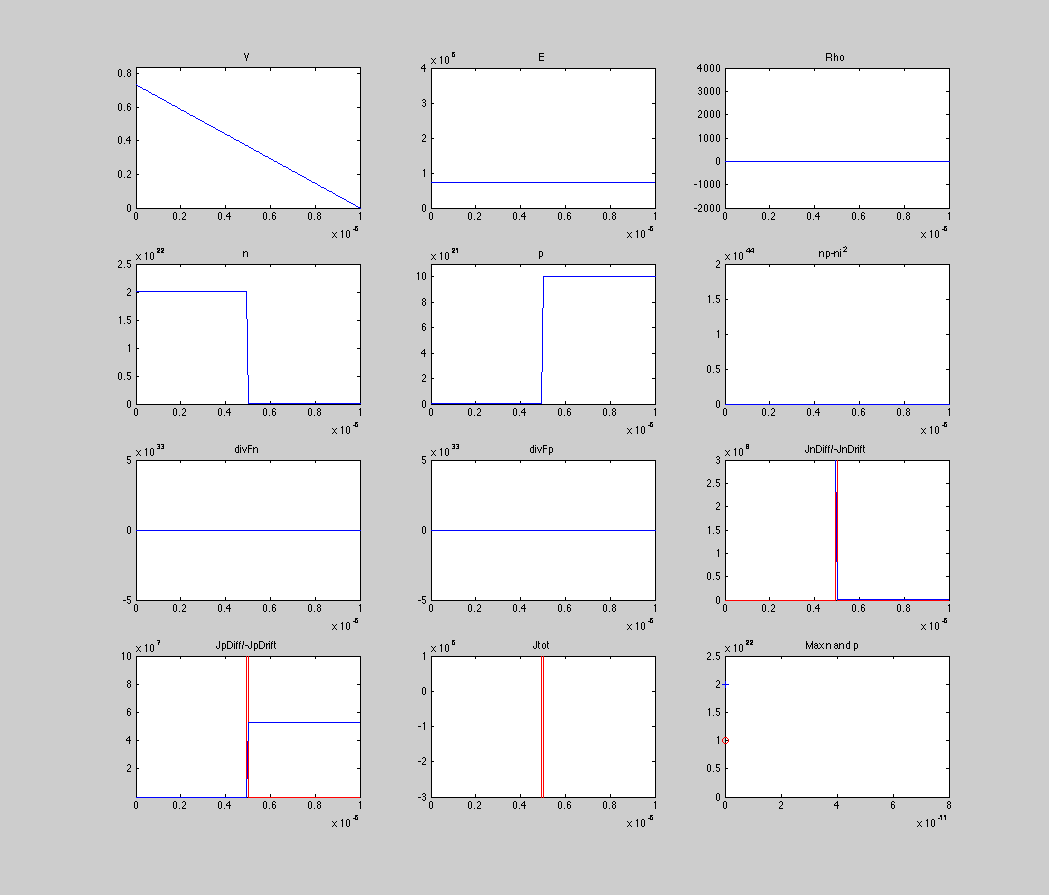 V
0.8
0.6
0.4
0.2
0
0 0.2 0.4 0.6 0.8 1
x 10^-5
E
x 10^5
4
3
2
1
0
0 0.2 0.4 0.6 0.8 1
x 10^-5
Rho
4000
3000
2000
1000
0
-1000
-2000
0 0.2 0.4 0.6 0.8 1
x 10^-5
n
x 10^22
2.5
2
1.5
1
0.5
0
0 0.2 0.4 0.6 0.8 1
x 10^-5
p
x 10^21
10
8
6
4
2
0
0 0.2 0.4 0.6 0.8 1
x 10^-5
np-ni^2
x 10^44
2
1.5
1
0.5
0
0 0.2 0.4 0.6 0.8 1
x 10^-5
divFn
x 10^33
5
0
-5
0 0.2 0.4 0.6 0.8 1
x 10^-5
divFp
x 10^33
5
0
-5
0 0.2 0.4 0.6 0.8 1
x 10^-5
JnDiff/-JnDrift
x 10^8
3
2.5
2
1.5
1
0.5
0
0 0.2 0.4 0.6 0.8 1
x 10^-5
JpDiff/-JpDrift
x 10^7
10
8
6
4
2
0 0.2 0.4 0.6 0.8 1
x 10^-5
Jtot
x 10^5
1
0
-1
-2
-3
0 0.2 0.4 0.6 0.8 1
x 10^-5
Max n and p
x 10^22
2.5
2
1.5
1
0.5
0
0 2 4 6 8
x 10^-11